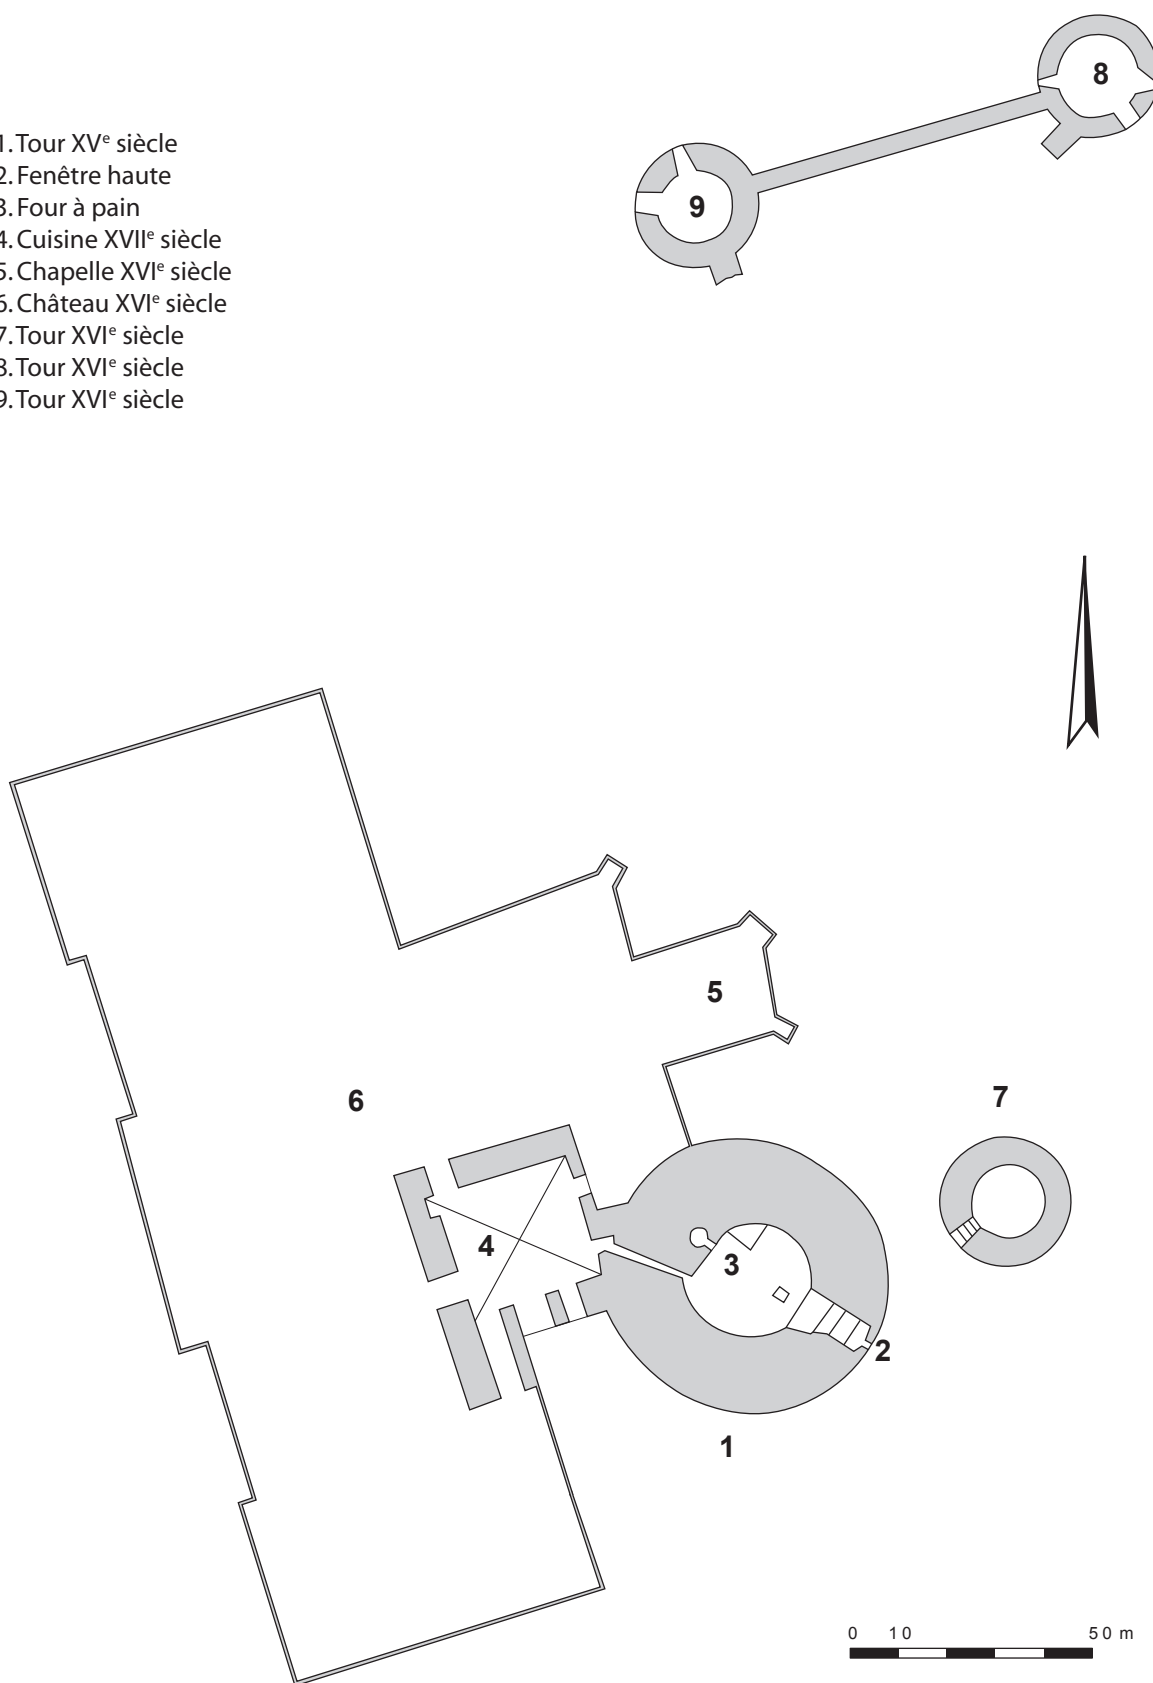 8
9
1. Tour XVe siècle
2. Fenêtre haute
3. Four à pain
4. Cuisine XVIIe siècle
5. Chapelle XVIe siècle
6. Château XVIe siècle
7. Tour XVIe siècle
8. Tour XVIe siècle
9. Tour XVIe siècle
5
6
7
4
3
2
1
0 10 50 m